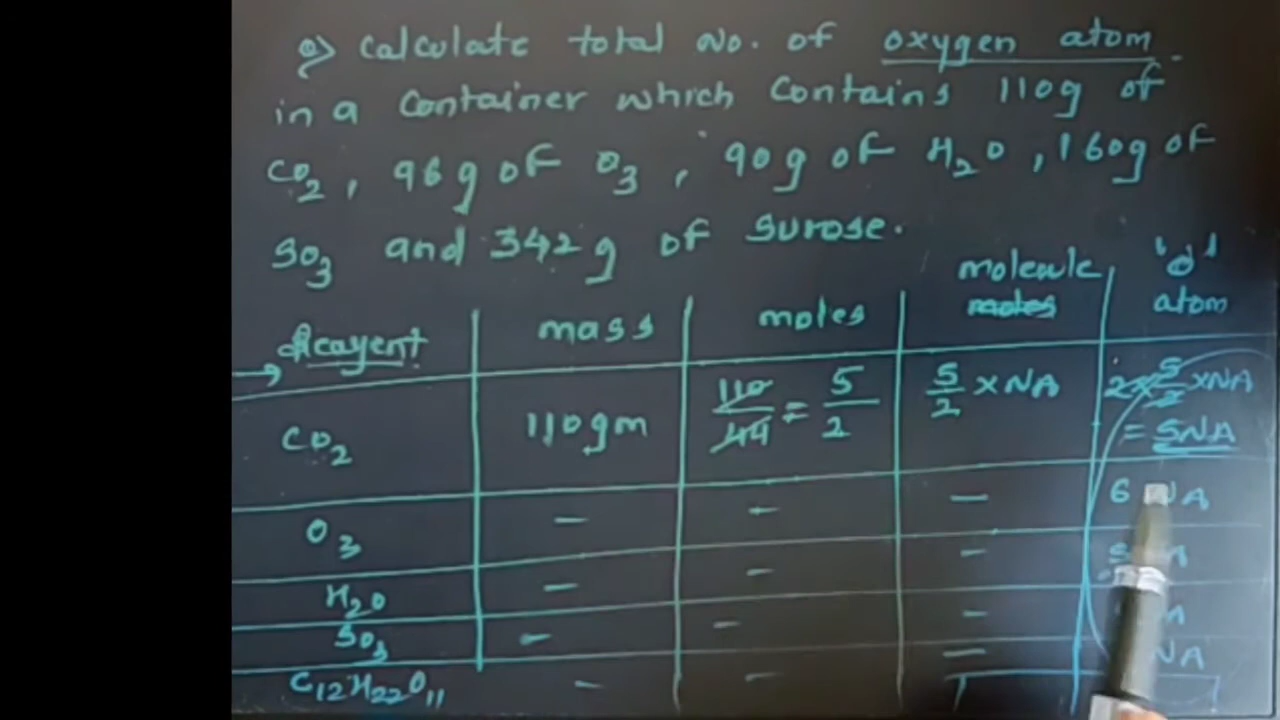 Q) Calculate total No. of oxygen atom
in a container which contains 110g of
CO2, 96g of O3, 90g of H2O, 160g of
SO3 and 342g of surose.
Reagent mass moles molecule 'O' atom
CO2 110gm 110/44 = 5/2 5/2 × NA 2×5/2×NA
= 5NA
O3 – – – 6 NA
H2O – – –
SO3 – – – NA
C12H22O11 – –